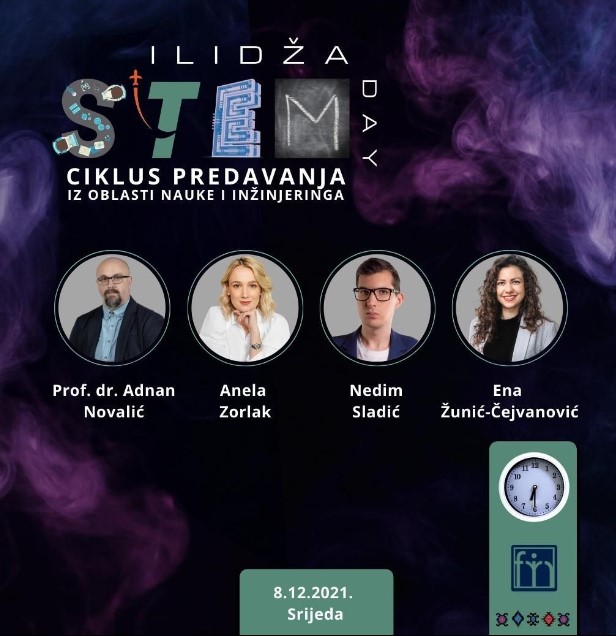 ILIDŽA
STEM
DAY
CIKLUS PREDAVANJA
IZ OBLASTI NAUKE I INŽINJERINGA
Prof. dr. Adnan
Novalić
Anela
Zorlak
Nedim
Sladić
Ena
Žunić-Čejvanović
fin
8.12.2021.
Srijeda